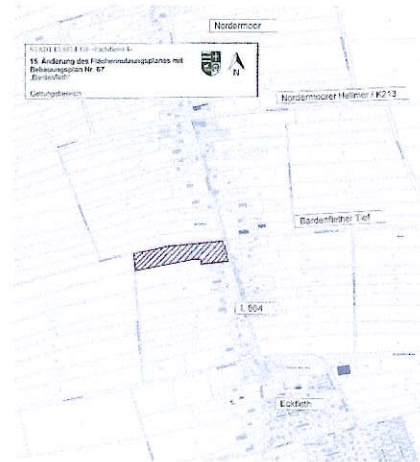 Nordermoor
STADT ELSFLETH
15. Änderung des Flächennutzungsplanes mit
Bebauungsplan Nr. 67
„Bardenfleth“
Geltungsbereich
N
Nordermoorer Hellmer / K213
Bardenflether Tief
L 864
Eckfleth